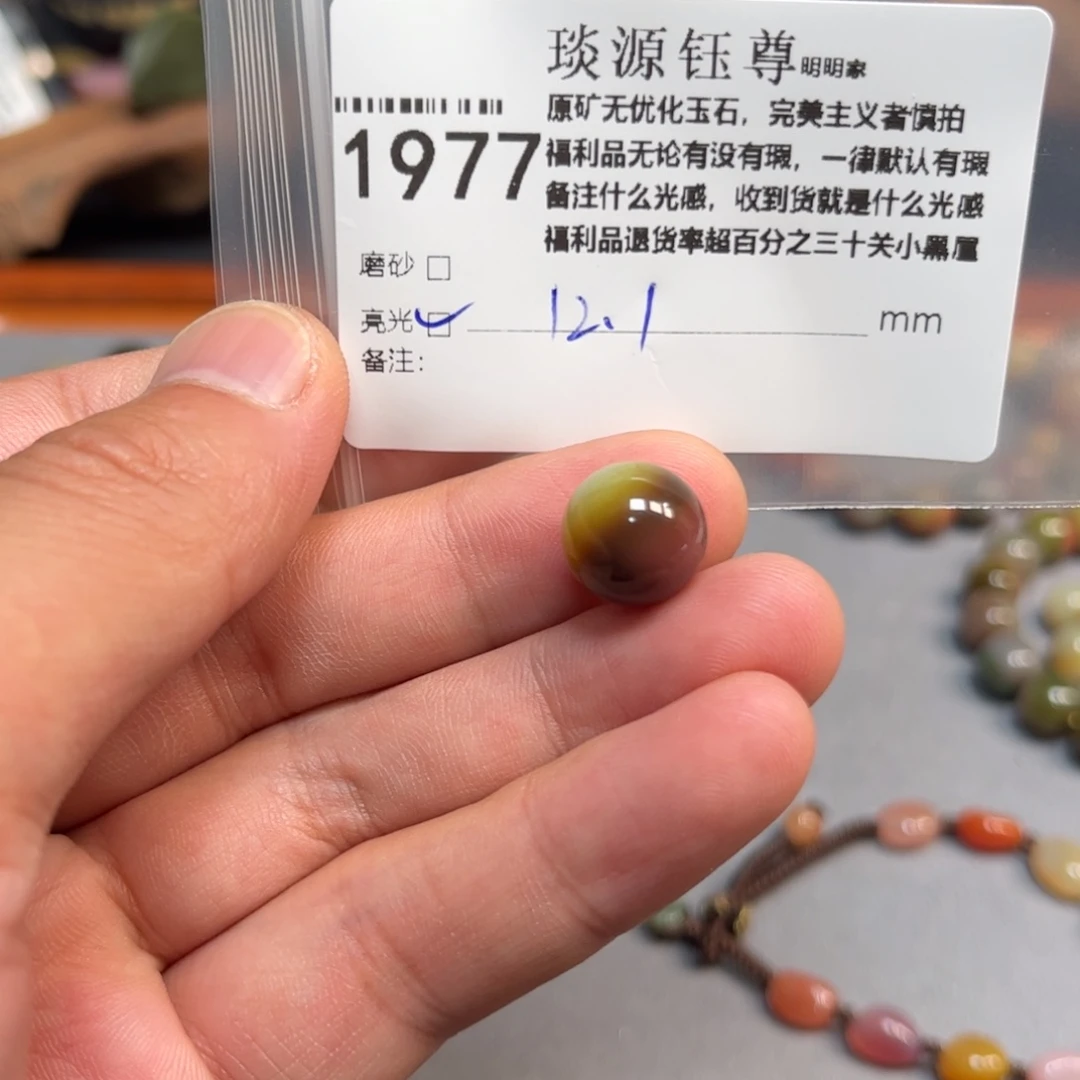 琰源钰尊明明家
1977
原矿无优化玉石，完美主义者慎拍
福利品无论有没有瑕，一律默认有瑕
备注什么光感，收到货就是什么光感
福利品退货率超百分之三十关小黑屋
磨砂 □
亮光 □ 12.1 mm
备注：